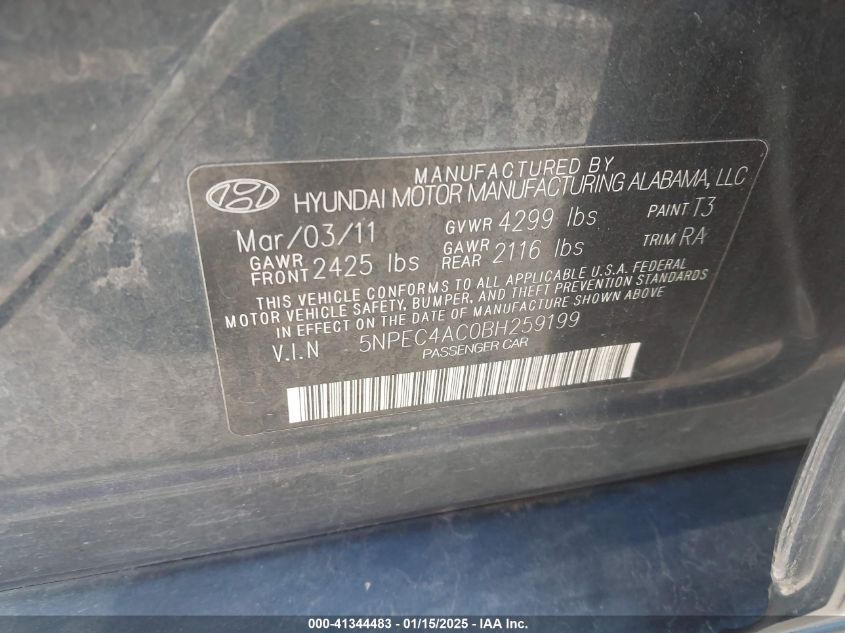 MANUFACTURED BY
HYUNDAI MOTOR MANUFACTURING ALABAMA, LLC
Mar/03/11 GVWR 4299 lbs PAINT T3
GAWR FRONT 2425 lbs GAWR REAR 2116 lbs TRIM RA
THIS VEHICLE CONFORMS TO ALL APPLICABLE U.S.A. FEDERAL
MOTOR VEHICLE SAFETY, BUMPER, AND THEFT PREVENTION STANDARDS
IN EFFECT ON THE DATE OF MANUFACTURE SHOWN ABOVE
V.I.N 5NPEC4AC0BH259199
PASSENGER CAR
000-41344483 - 01/15/2025 - IAA Inc.